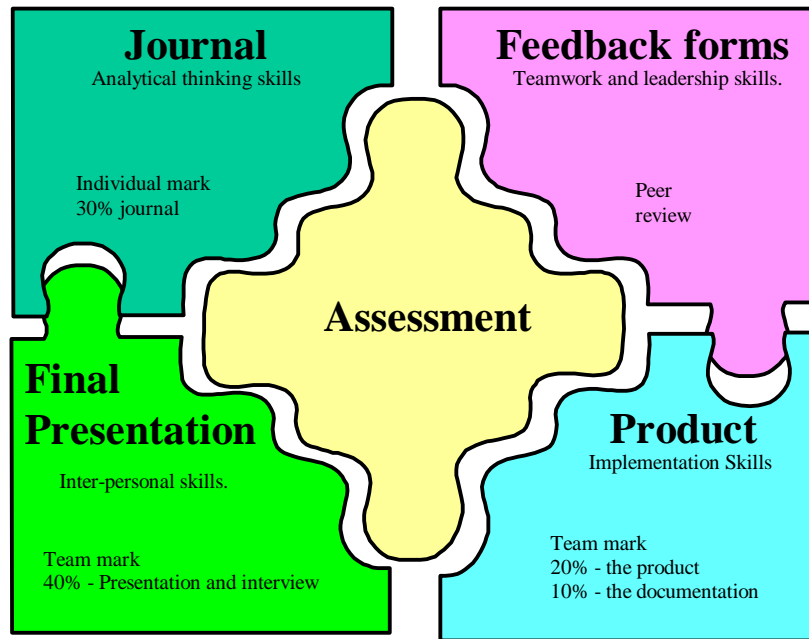 Journal
Analytical thinking skills
Individual mark
30% journal
Feedback forms
Teamwork and leadership skills.
Peer
review
Assessment
Final
Presentation
Inter-personal skills.
Team mark
40% - Presentation and interview
Product
Implementation Skills
Team mark
20% - the product
10% - the documentation